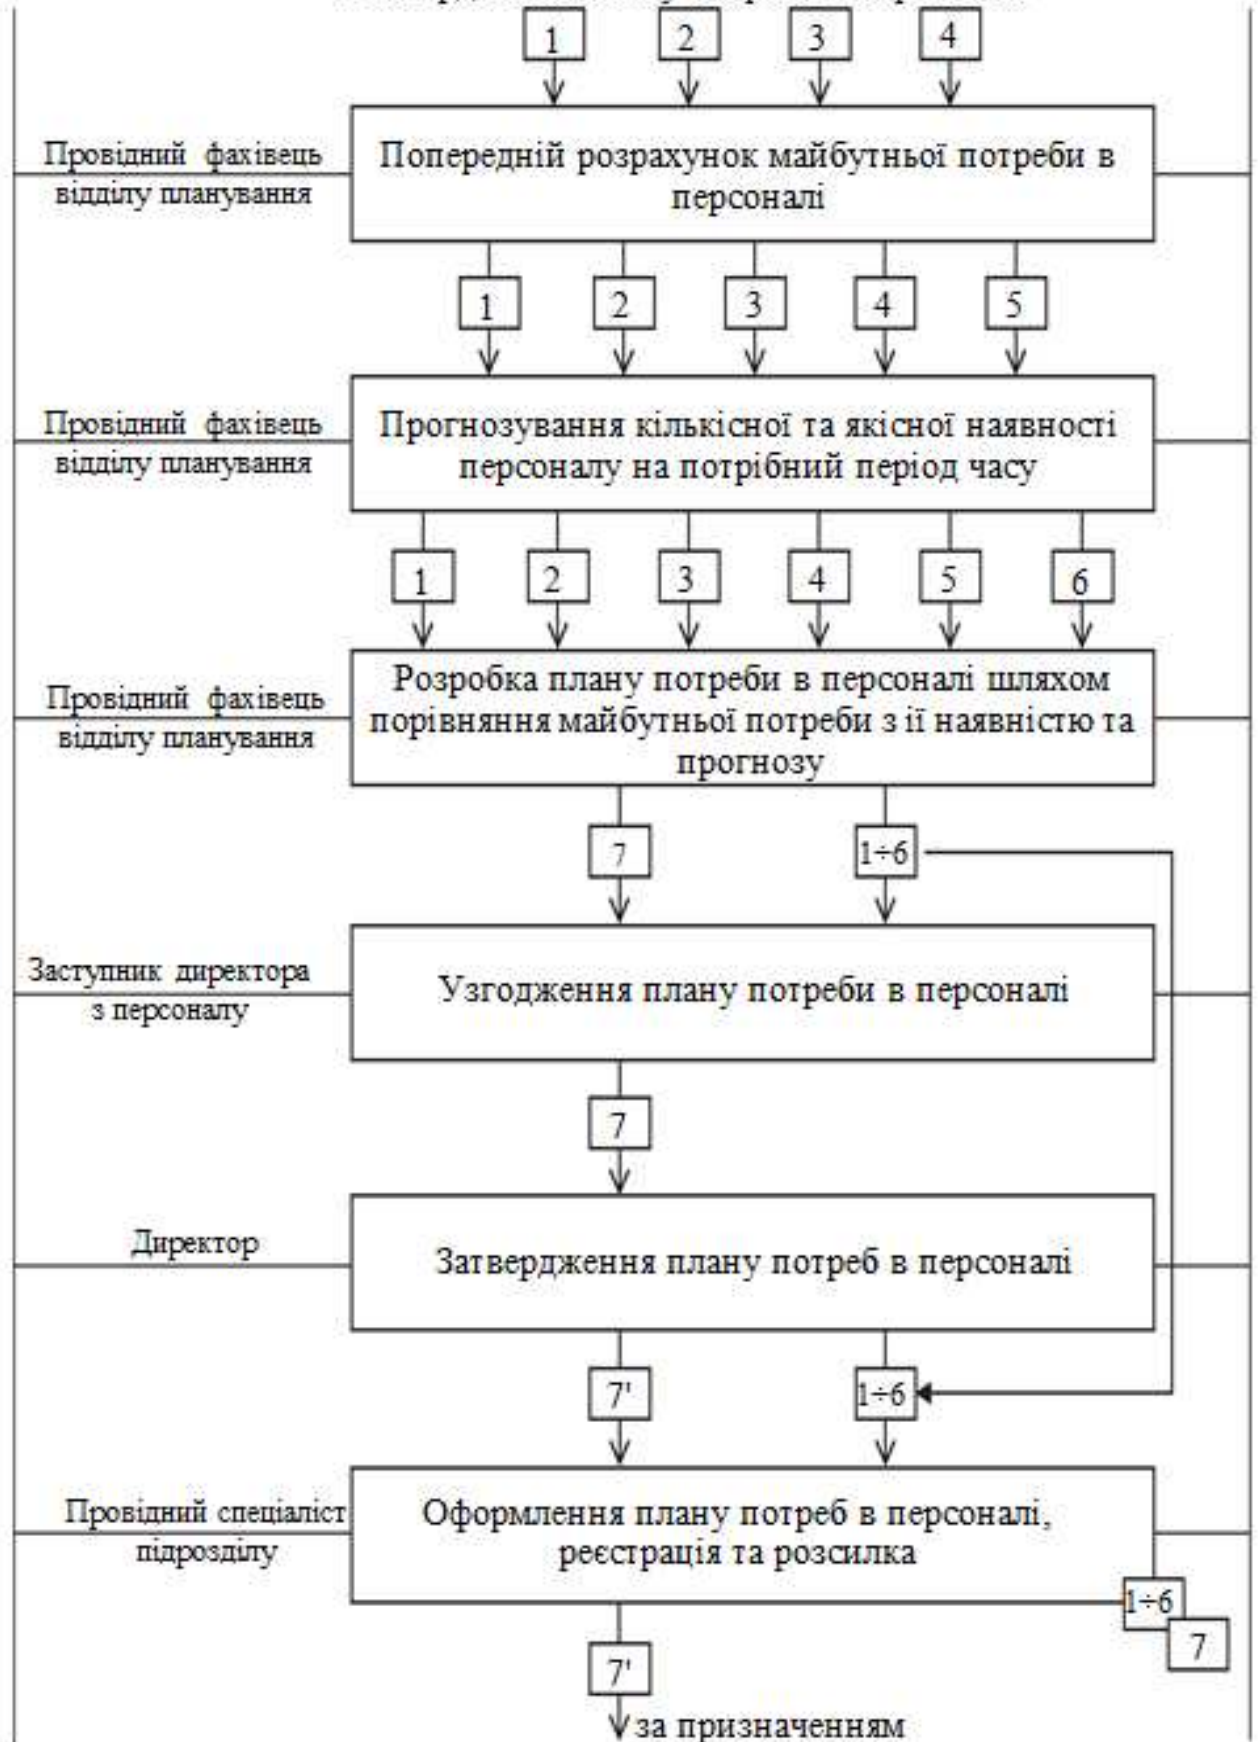 1 2 3 4
Провідний фахівець
відділу планування
Попередній розрахунок майбутньої потреби в
персоналі
1 2 3 4 5
Провідний фахівець
відділу планування
Прогнозування кількісної та якісної наявності
персоналу на потрібний період часу
1 2 3 4 5 6
Провідний фахівець
відділу планування
Розробка плану потреби в персоналі шляхом
порівняння майбутньої потреби з її наявністю та
прогнозу
7 1÷6
Заступник директора
з персоналу
Узгодження плану потреби в персоналі
7
Директор
Затвердження плану потреб в персоналі
7' 1÷6
Провідний спеціаліст
підрозділу
Оформлення плану потреб в персоналі,
реєстрація та розсилка
1÷6
7
7'
за призначенням